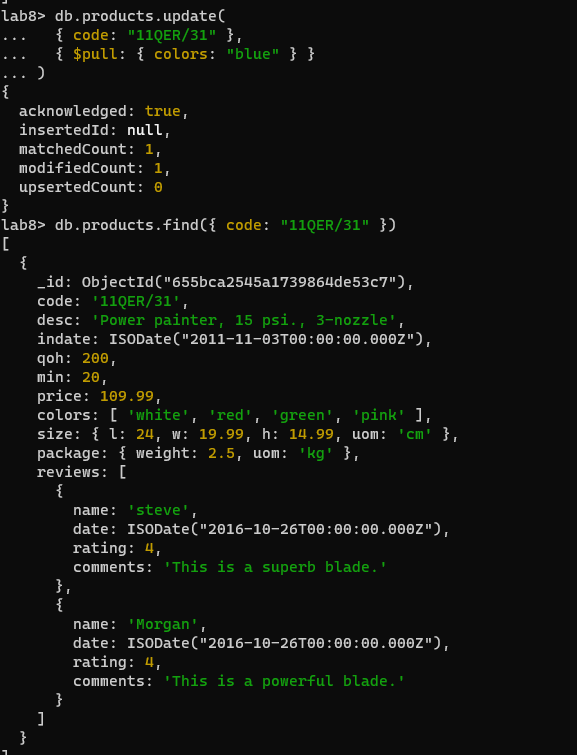 ]
lab8> db.products.update(
...   { code: "11QER/31" },
...   { $pull: { colors: "blue" } }
... )
{
  acknowledged: true,
  insertedId: null,
  matchedCount: 1,
  modifiedCount: 1,
  upsertedCount: 0
}
lab8> db.products.find({ code: "11QER/31" })
[
  {
    _id: ObjectId("655bca2545a1739864de53c7"),
    code: '11QER/31',
    desc: 'Power painter, 15 psi., 3-nozzle',
    indate: ISODate("2011-11-03T00:00:00.000Z"),
    qoh: 200,
    min: 20,
    price: 109.99,
    colors: [ 'white', 'red', 'green', 'pink' ],
    size: { l: 24, w: 19.99, h: 14.99, uom: 'cm' },
    package: { weight: 2.5, uom: 'kg' },
    reviews: [
      {
        name: 'steve',
        date: ISODate("2016-10-26T00:00:00.000Z"),
        rating: 4,
        comments: 'This is a superb blade.'
      },
      {
        name: 'Morgan',
        date: ISODate("2016-10-26T00:00:00.000Z"),
        rating: 4,
        comments: 'This is a powerful blade.'
      }
    ]
  }
]